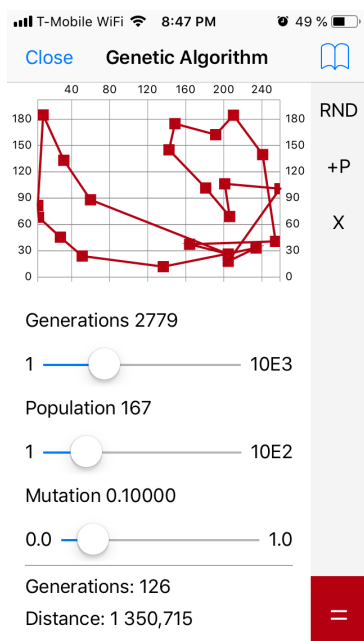 T-Mobile WiFi 8:47 PM 49 %
Close Genetic Algorithm
40 80 120 160 200 240
RND
180 180
150 150
+P
120 120
90 90
X
60 60
30 30
0 0
Generations 2779
1 10E3
Population 167
1 10E2
Mutation 0.10000
0.0 1.0
Generations: 126
Distance: 1 350,715
=